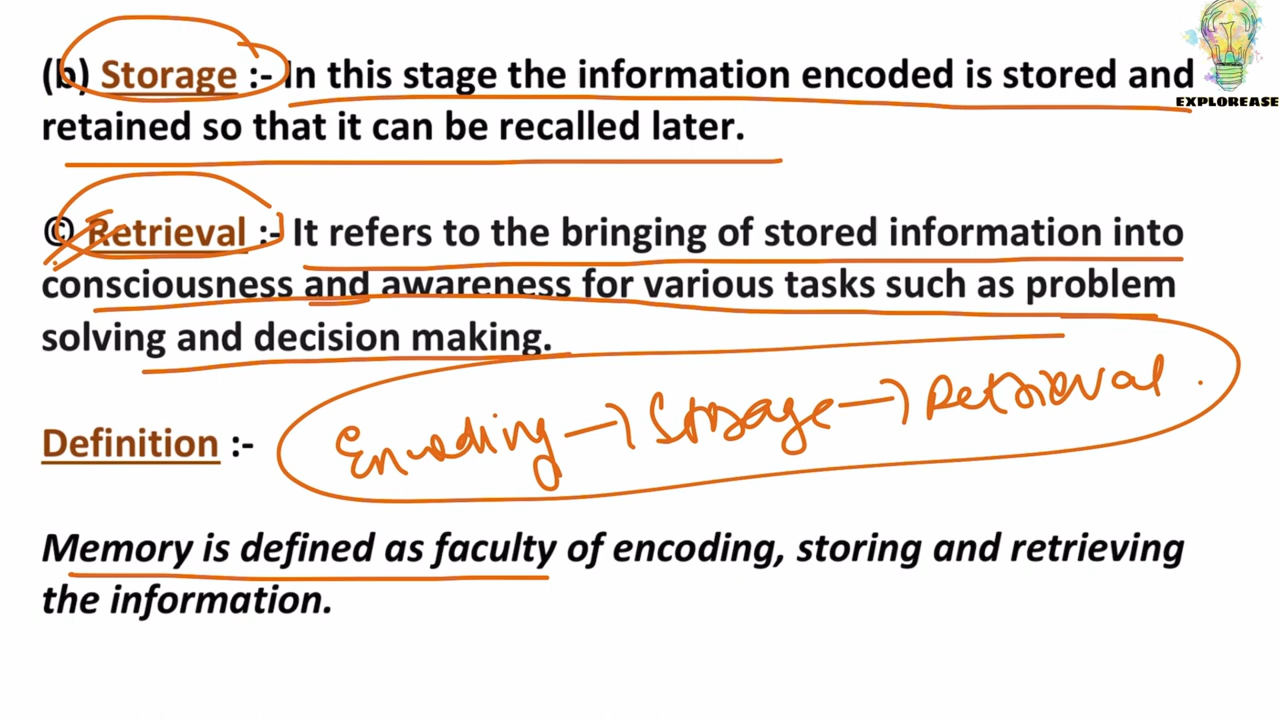 (b) Storage :- In this stage the information encoded is stored and
EXPLOREASE
retained so that it can be recalled later.
© Retrieval :- It refers to the bringing of stored information into
consciousness and awareness for various tasks such as problem
solving and decision making.
Encoding → Storage → Retrieval.
Definition :-
Memory is defined as faculty of encoding, storing and retrieving
the information.